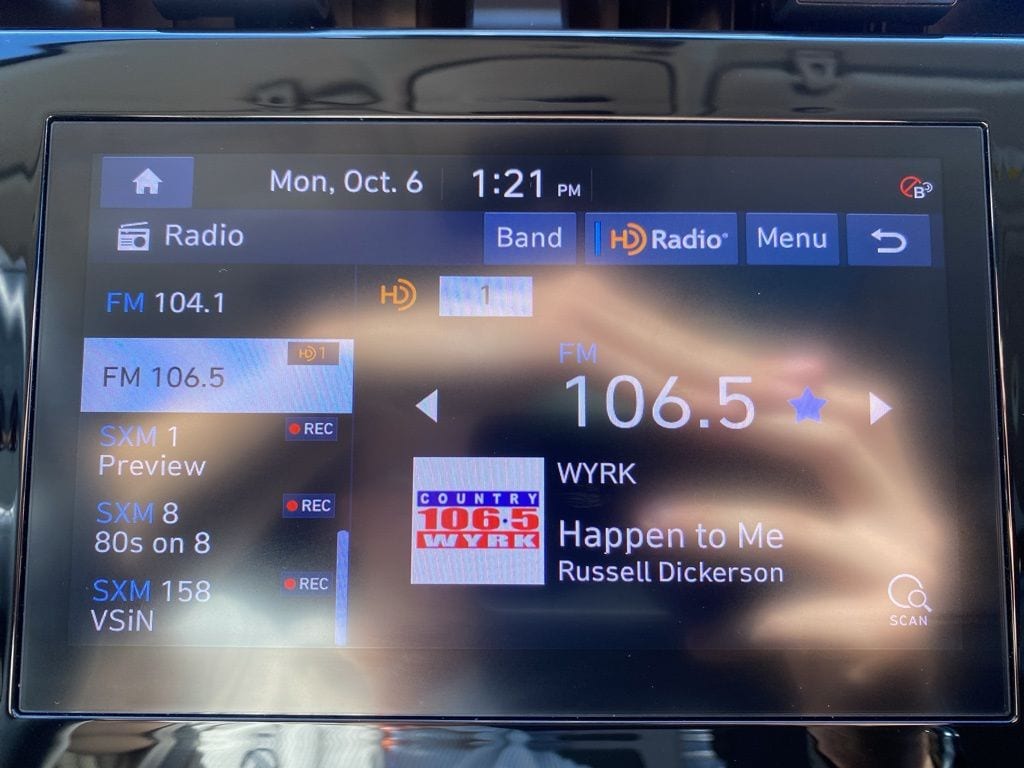 Mon, Oct. 6 1:21 PM
B
Radio Band HD Radio® Menu
FM 104.1
HD 1
FM 106.5
HD 1
SXM 1 REC
Preview
SXM 8 REC
80s on 8
SXM 158 REC
VSiN
FM
106.5
WYRK
COUNTRY
106·5
WYRK
Happen to Me
Russell Dickerson
SCAN